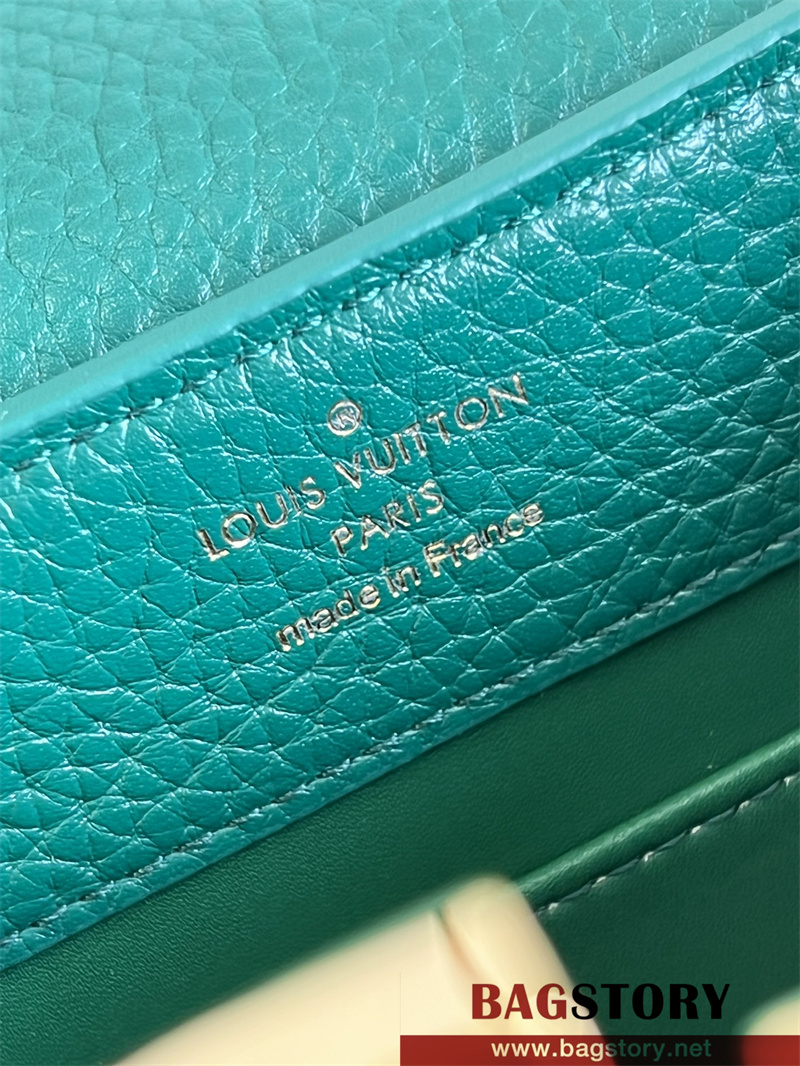 LOUIS VUITTON
PARIS
made in France
BAGSTORY
www.bagstory.net